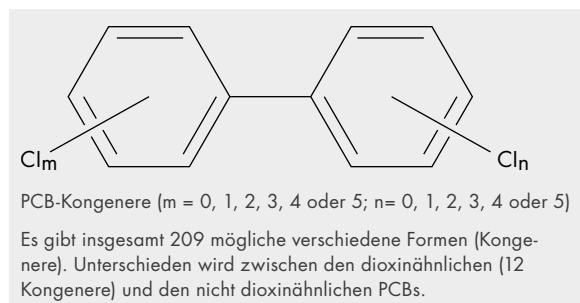 Clm Cln
PCB-Kongenere (m = 0, 1, 2, 3, 4 oder 5; n= 0, 1, 2, 3, 4 oder 5)
Es gibt insgesamt 209 mögliche verschiedene Formen (Konge-
nere). Unterschieden wird zwischen den dioxinähnlichen (12
Kongenere) und den nicht dioxinähnlichen PCBs.